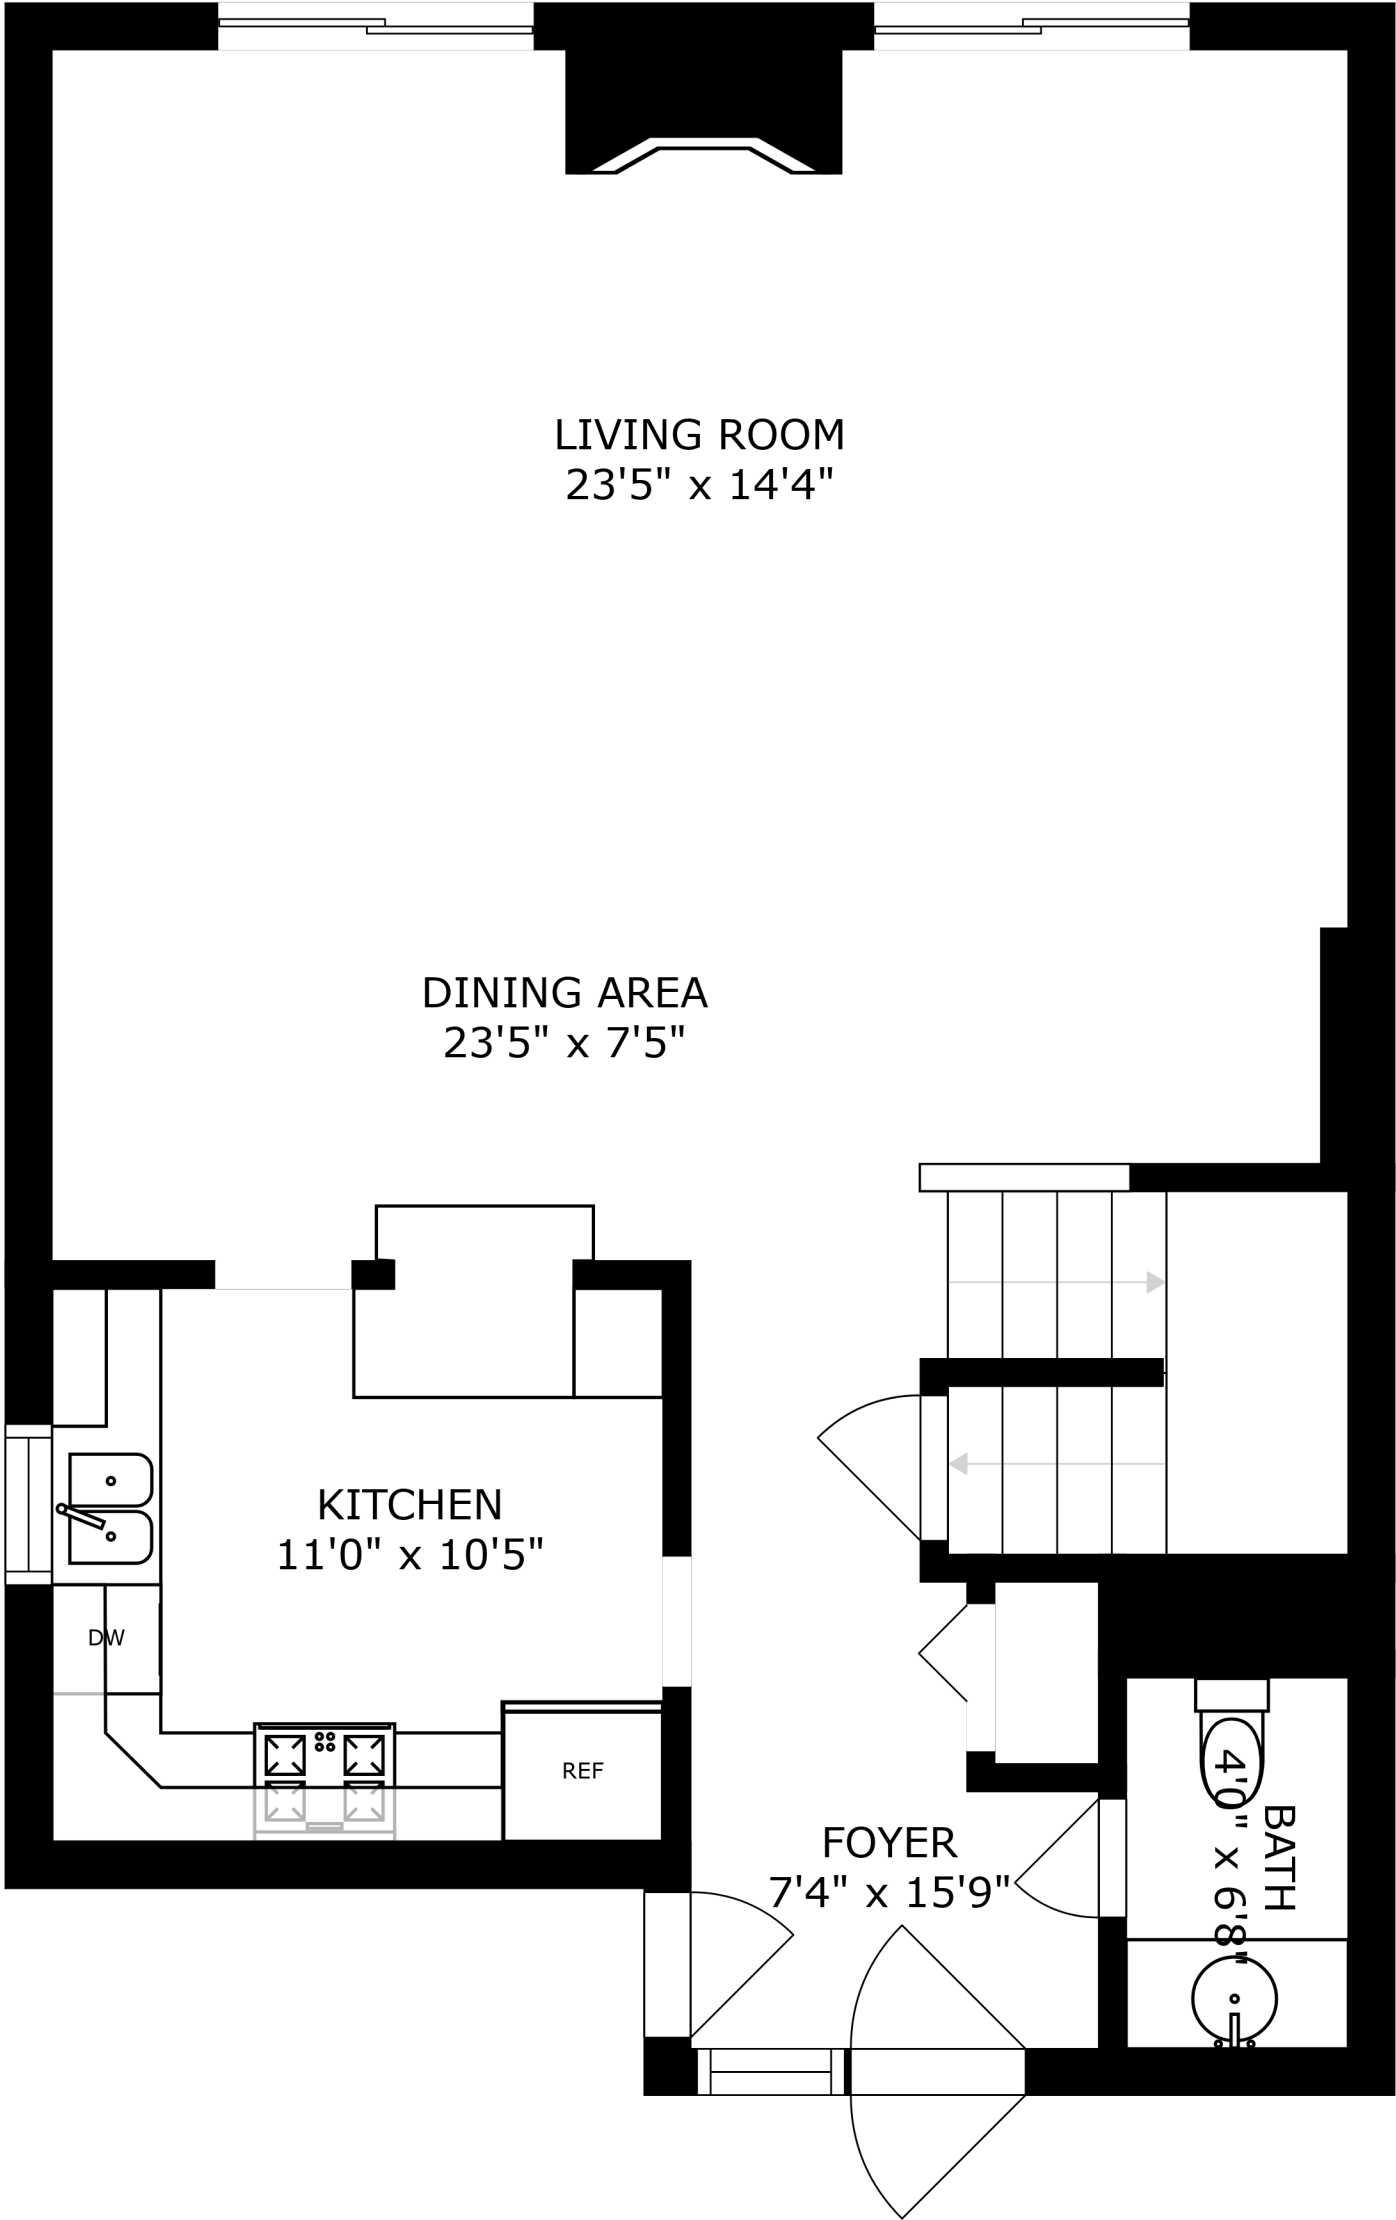 LIVING ROOM
23'5" x 14'4"
DINING AREA
23'5" x 7'5"
KITCHEN
11'0" x 10'5"
DW
REF
FOYER
7'4" x 15'9"
BATH
4'0" x 6'8"